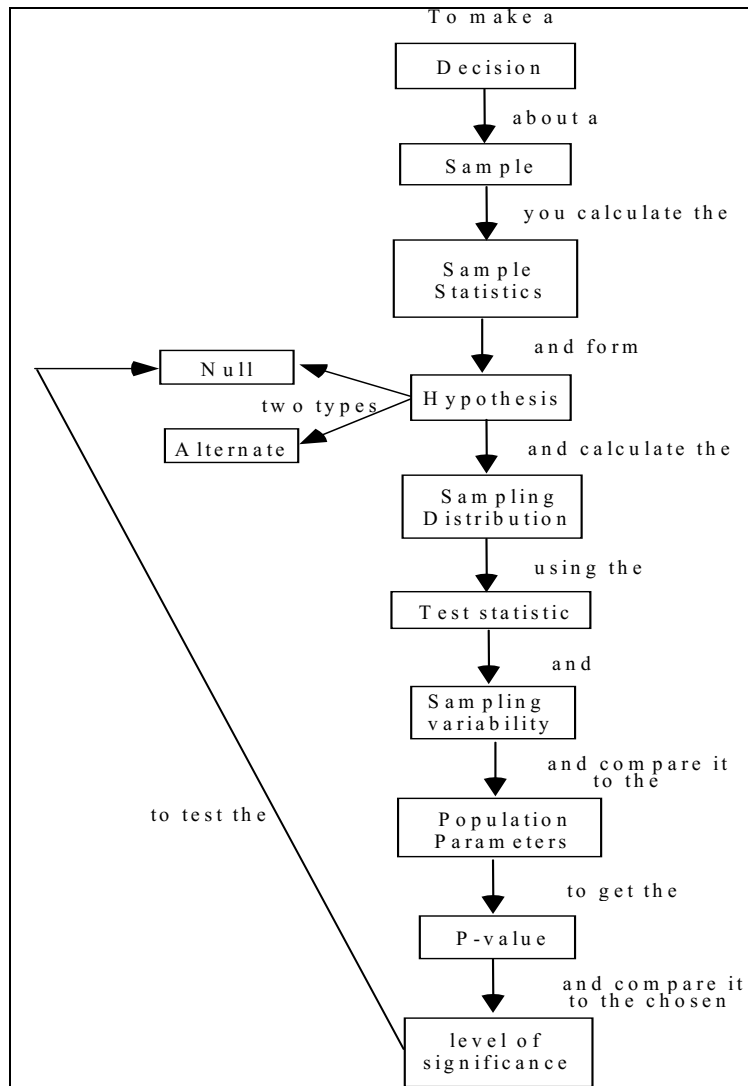 To make a
Decision
about a
Sample
you calculate the
Sample
Statistics
and form
Null
two types
Hypothesis
Alternate
and calculate the
Sampling
Distribution
using the
Test statistic
and
Sampling
variability
and compare it
to the
to test the
Population
Parameters
to get the
P-value
and compare it
to the chosen
level of
significance